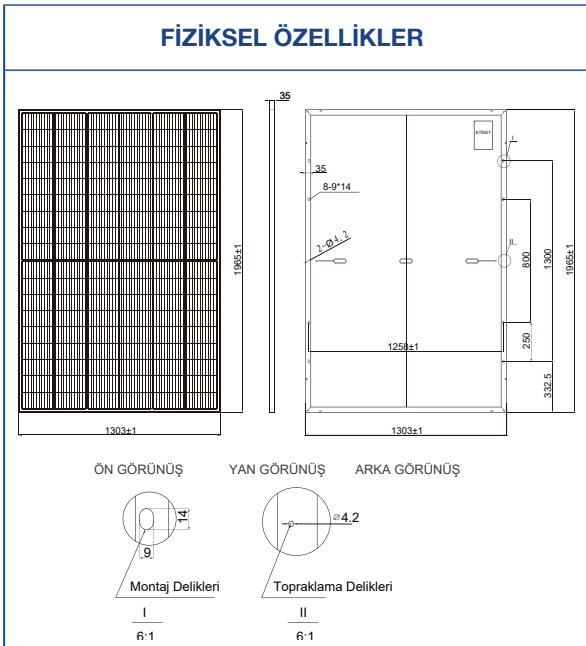 FİZİKSEL ÖZELLİKLER
35
1965±1
1303±1
ETİKET
I
35
8-9*14
2-Ø4.2
II
1258±1
800
1300
1965±1
250
332.5
1303±1
ÖN GÖRÜNÜŞ YAN GÖRÜNÜŞ ARKA GÖRÜNÜŞ
14
9
Ø4.2
Montaj Delikleri Topraklama Delikleri
I II
6:1 6:1